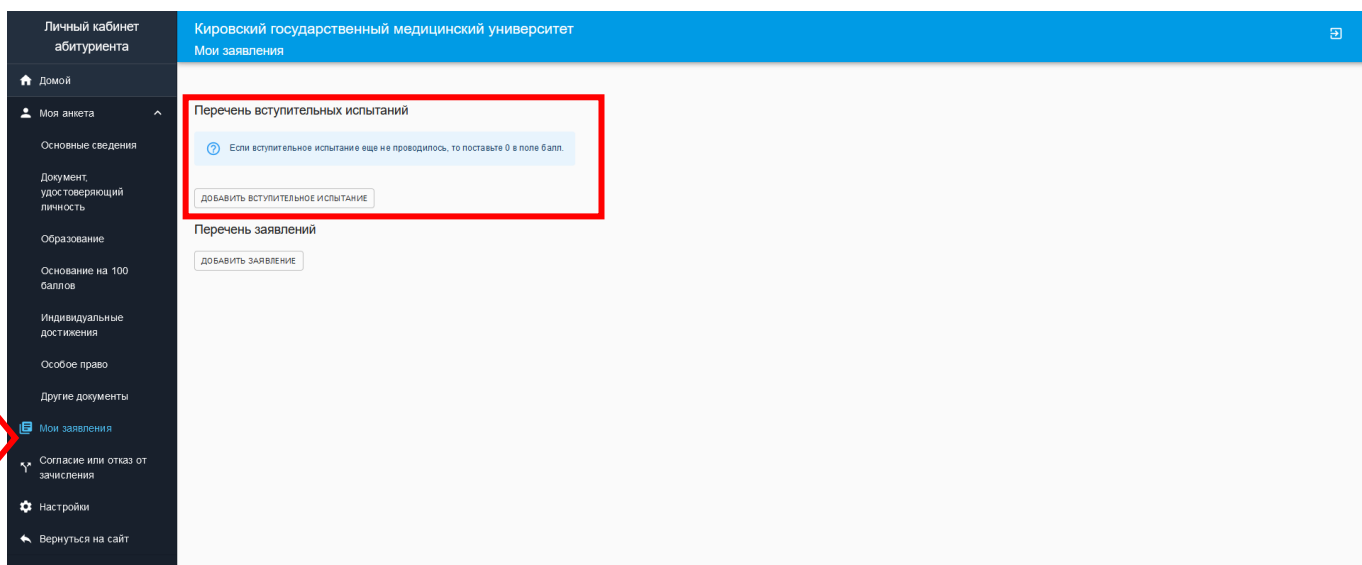 Личный кабинет
абитуриента
Кировский государственный медицинский университет
Мои заявления
Домой
Моя анкета
Основные сведения
Документ,
удостоверяющий
личность
Образование
Основание на 100
баллов
Индивидуальные
достижения
Особое право
Другие документы
Мои заявления
Согласие или отказ от
зачисления
Настройки
Вернуться на сайт
Перечень вступительных испытаний
Если вступительное испытание еще не проводилось, то поставьте 0 в поле балл.
ДОБАВИТЬ ВСТУПИТЕЛЬНОЕ ИСПЫТАНИЕ
Перечень заявлений
ДОБАВИТЬ ЗАЯВЛЕНИЕ